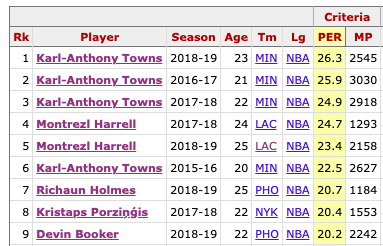 Criteria
Rk Player Season Age Tm Lg PER MP
1 Karl-Anthony Towns 2018-19 23 MIN NBA 26.3 2545
2 Karl-Anthony Towns 2016-17 21 MIN NBA 25.9 3030
3 Karl-Anthony Towns 2017-18 22 MIN NBA 24.9 2918
4 Montrezl Harrell 2017-18 24 LAC NBA 24.7 1293
5 Montrezl Harrell 2018-19 25 LAC NBA 23.4 2158
6 Karl-Anthony Towns 2015-16 20 MIN NBA 22.5 2627
7 Richaun Holmes 2018-19 25 PHO NBA 20.7 1184
8 Kristaps Porziņģis 2017-18 22 NYK NBA 20.4 1553
9 Devin Booker 2018-19 22 PHO NBA 20.2 2242